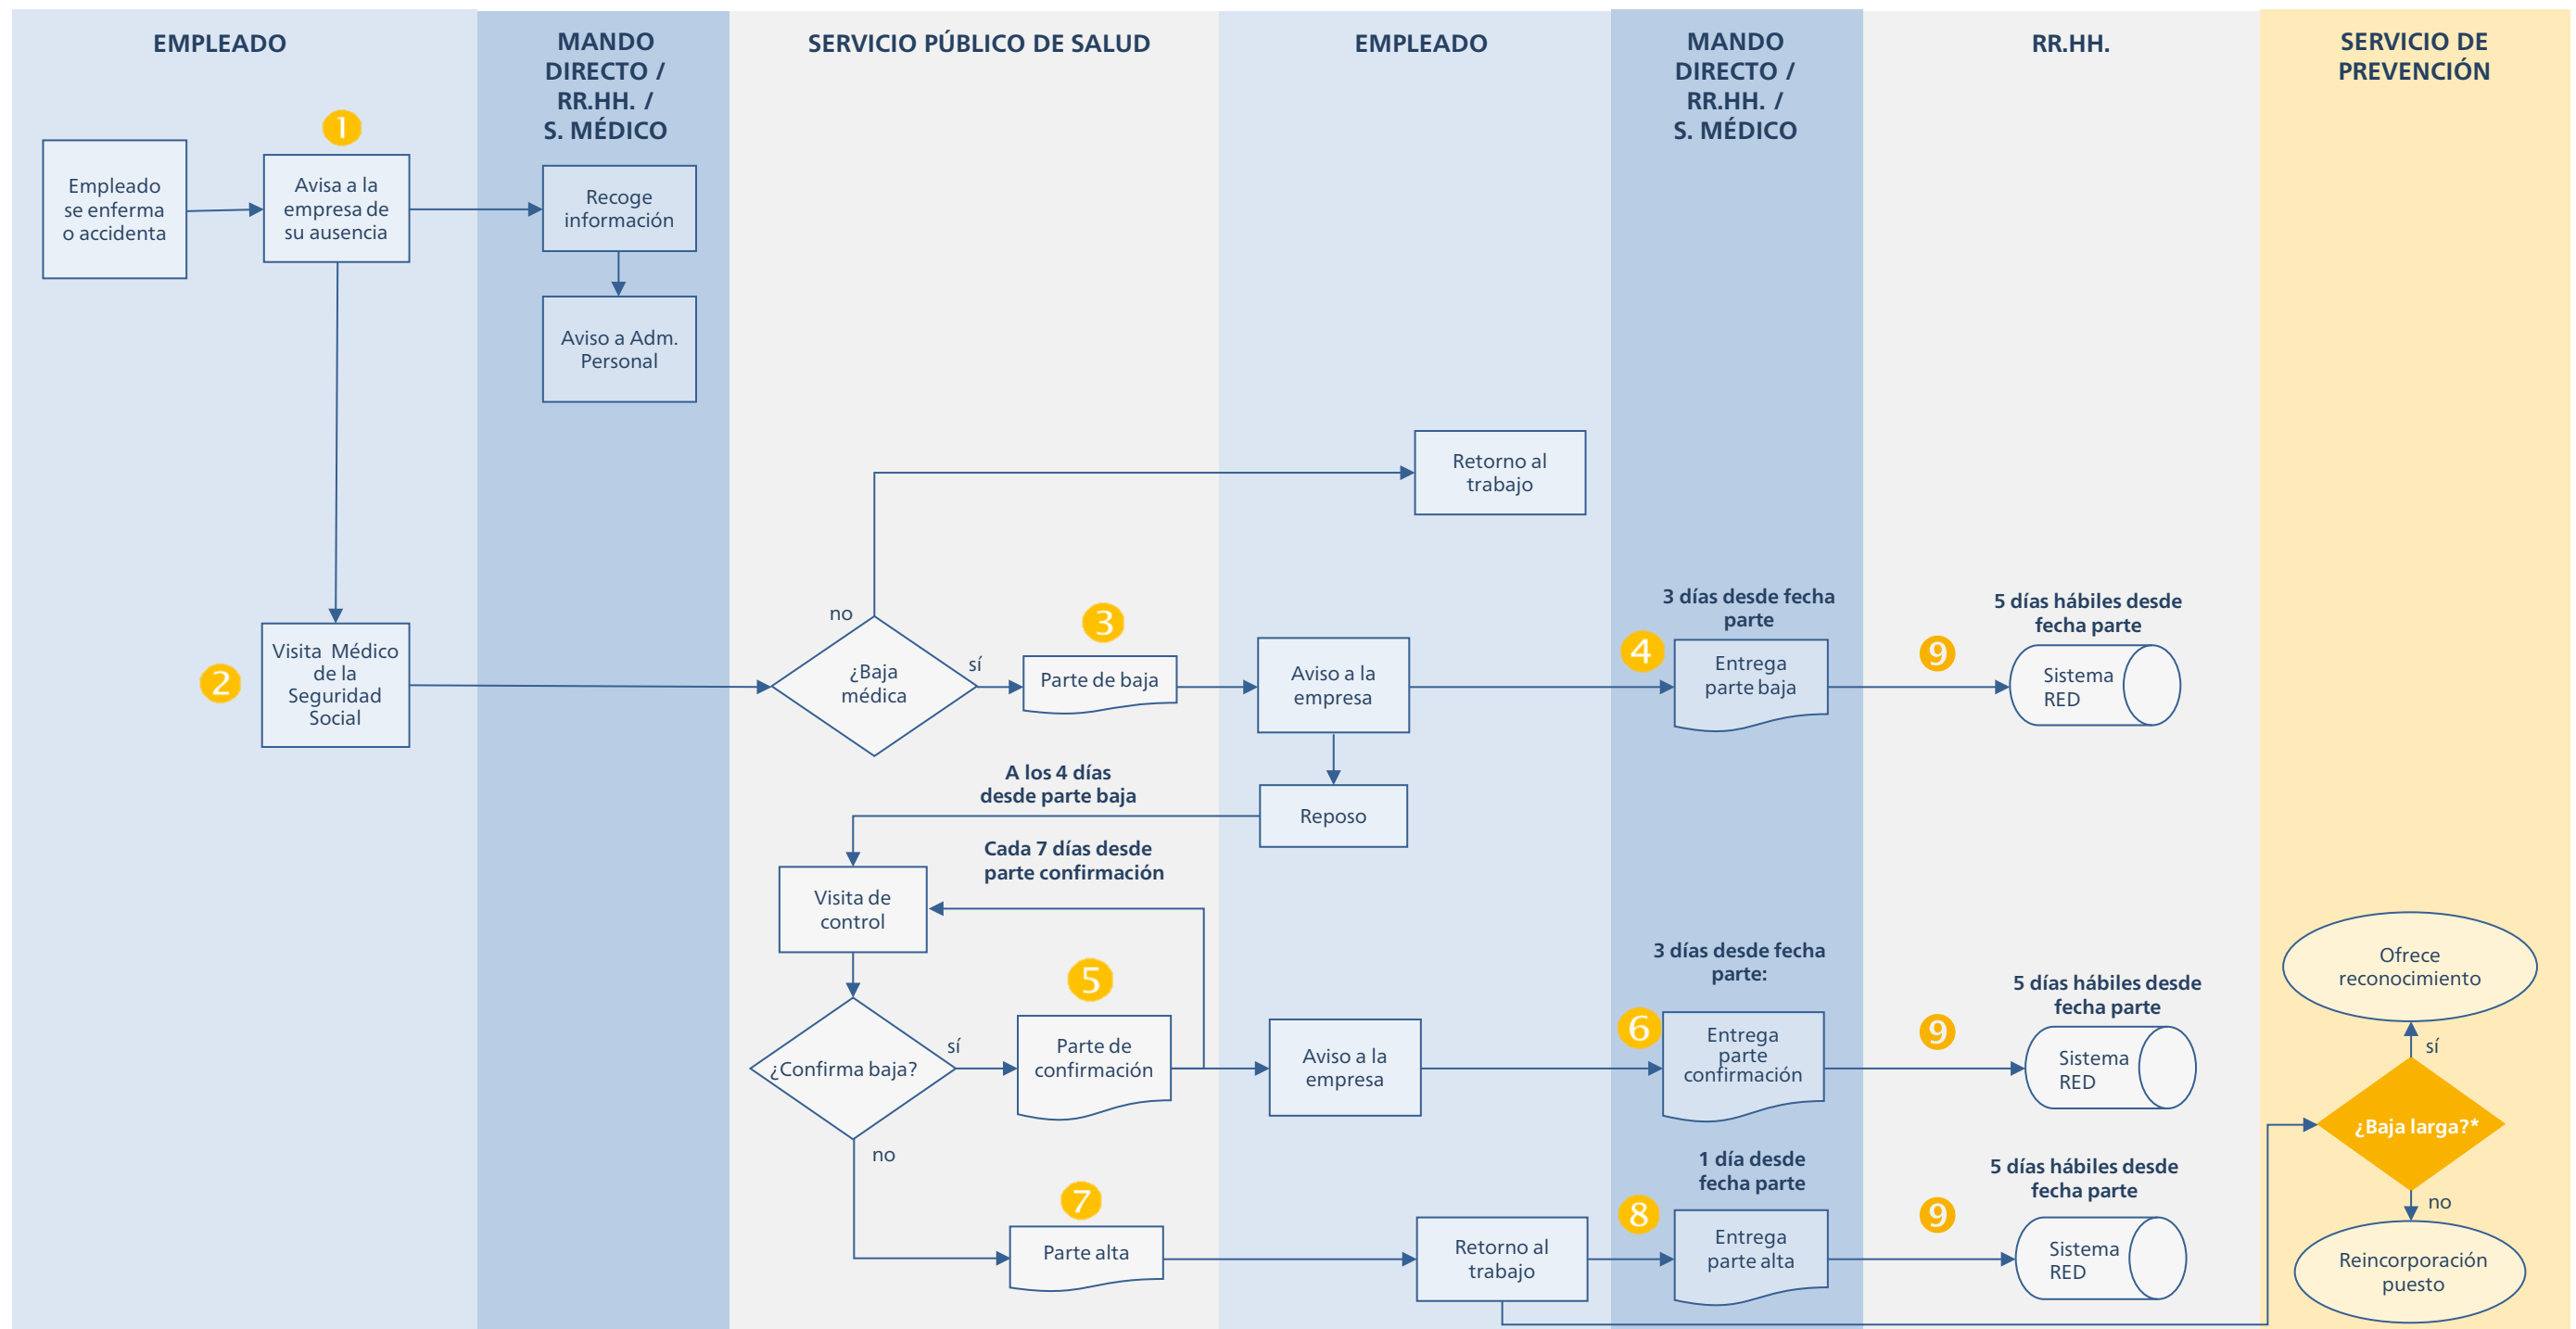 EMPLEADO
MANDO
DIRECTO /
RR.HH. /
S. MÉDICO
SERVICIO PÚBLICO DE SALUD
EMPLEADO
MANDO
DIRECTO /
RR.HH. /
S. MÉDICO
RR.HH.
SERVICIO DE
PREVENCIÓN
1
Empleado
se enferma
o accidenta
Avisa a la
empresa de
su ausencia
Recoge
información
Aviso a Adm.
Personal
Retorno al
trabajo
2
Visita Médico
de la
Seguridad
Social
no
¿Baja
médica
sí
3
Parte de baja
Aviso a la
empresa
3 días desde fecha
parte
4
Entrega
parte baja
5 días hábiles desde
fecha parte
9
Sistema
RED
A los 4 días
desde parte baja
Reposo
Cada 7 días desde
parte confirmación
Visita de
control
¿Confirma baja?
sí
5
Parte de
confirmación
Aviso a la
empresa
3 días desde fecha
parte:
6
Entrega
parte
confirmación
5 días hábiles desde
fecha parte
9
Sistema
RED
Ofrece
reconocimiento
sí
¿Baja larga?*
no
Reincorporación
puesto
no
7
Parte alta
Retorno al
trabajo
1 día desde
fecha parte
8
Entrega
parte alta
5 días hábiles desde
fecha parte
9
Sistema
RED